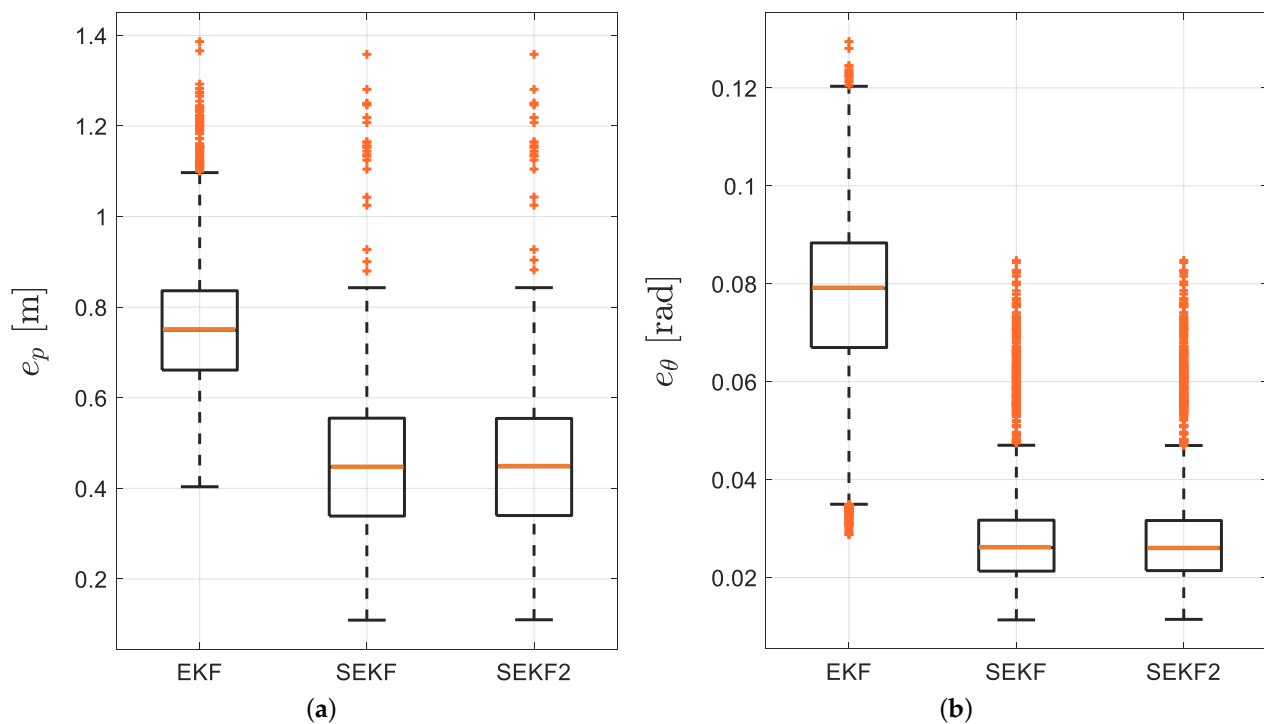 1.4
1.2
1
0.8
0.6
0.4
0.2
e_p [m]
EKF
SEKF
SEKF2
(a)
0.12
0.1
0.08
0.06
0.04
0.02
e_θ [rad]
EKF
SEKF
SEKF2
(b)